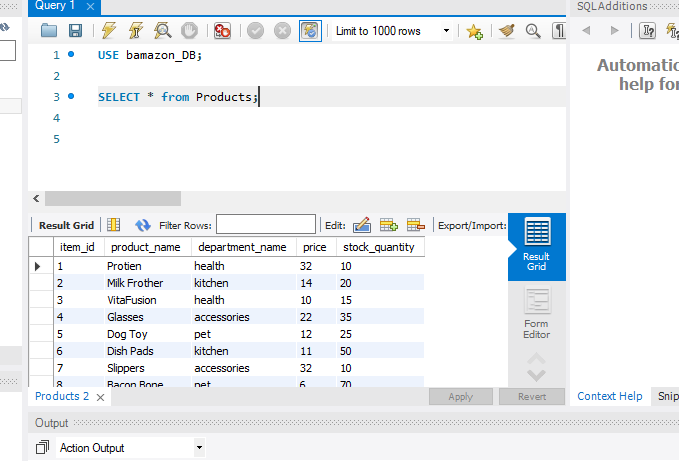 Query 1
SQLAdditions
Limit to 1000 rows
1 USE bamazon_DB;
2
3 SELECT * from Products;
4
5
Automatic
help for
Result Grid Filter Rows: Edit: Export/Import:
item_id product_name department_name price stock_quantity
1 Protien health 32 10
2 Milk Frother kitchen 14 20
3 VitaFusion health 10 15
4 Glasses accessories 22 35
5 Dog Toy pet 12 25
6 Dish Pads kitchen 11 50
7 Slippers accessories 32 10
8 Bacon Bone pet 6 70
Result
Grid
Form
Editor
Products 2 Apply Revert
Context Help Snip
Output
Action Output